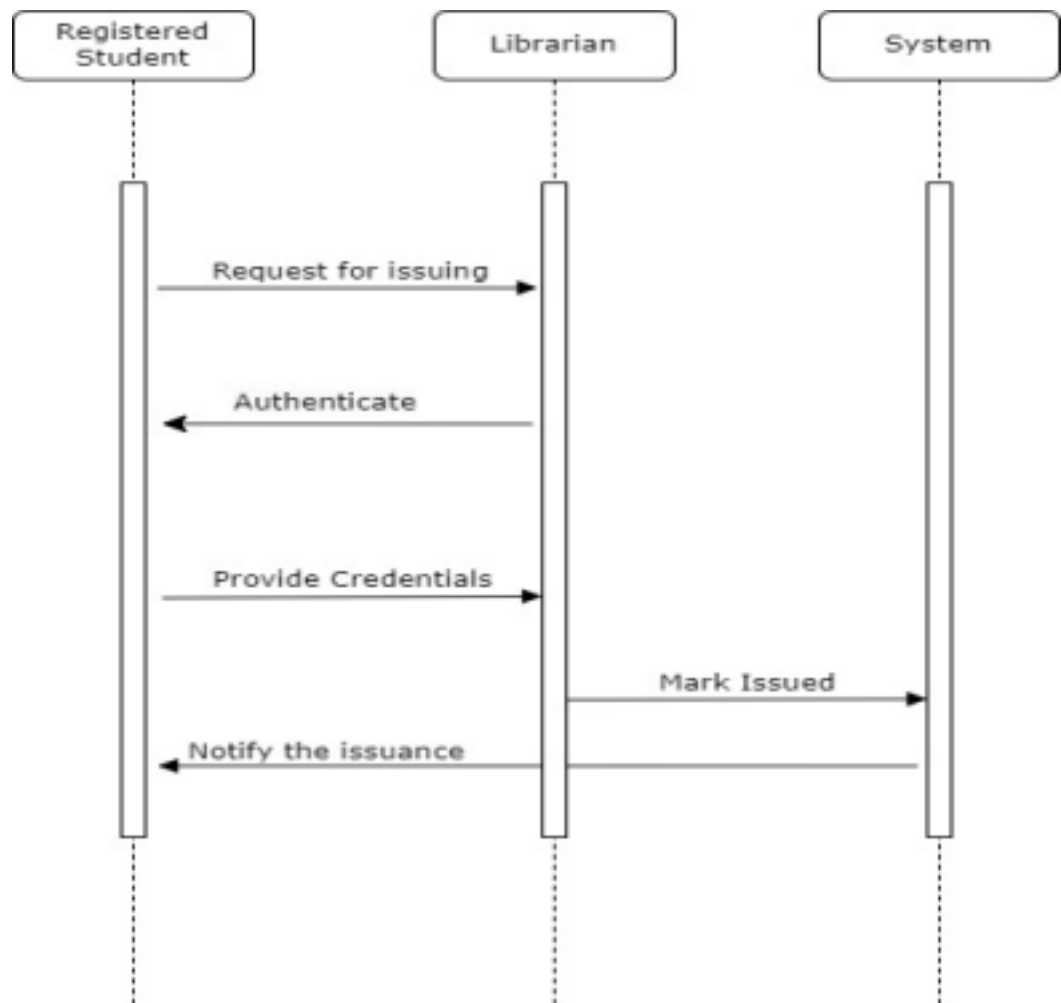 Registered
Student
Librarian
System
Request for issuing
Authenticate
Provide Credentials
Mark Issued
Notify the issuance